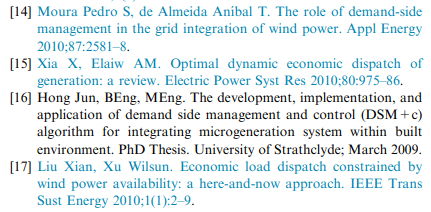 [14] Moura Pedro S, de Almeida Anibal T. The role of demand-side
management in the grid integration of wind power. Appl Energy
2010;87:2581–8.
[15] Xia X, Elaiw AM. Optimal dynamic economic dispatch of
generation: a review. Electric Power Syst Res 2010;80:975–86.
[16] Hong Jun, BEng, MEng. The development, implementation, and
application of demand side management and control (DSM+c)
algorithm for integrating microgeneration system within built
environment. PhD Thesis. University of Strathclyde; March 2009.
[17] Liu Xian, Xu Wilsun. Economic load dispatch constrained by
wind power availability: a here-and-now approach. IEEE Trans
Sust Energy 2010;1(1):2–9.